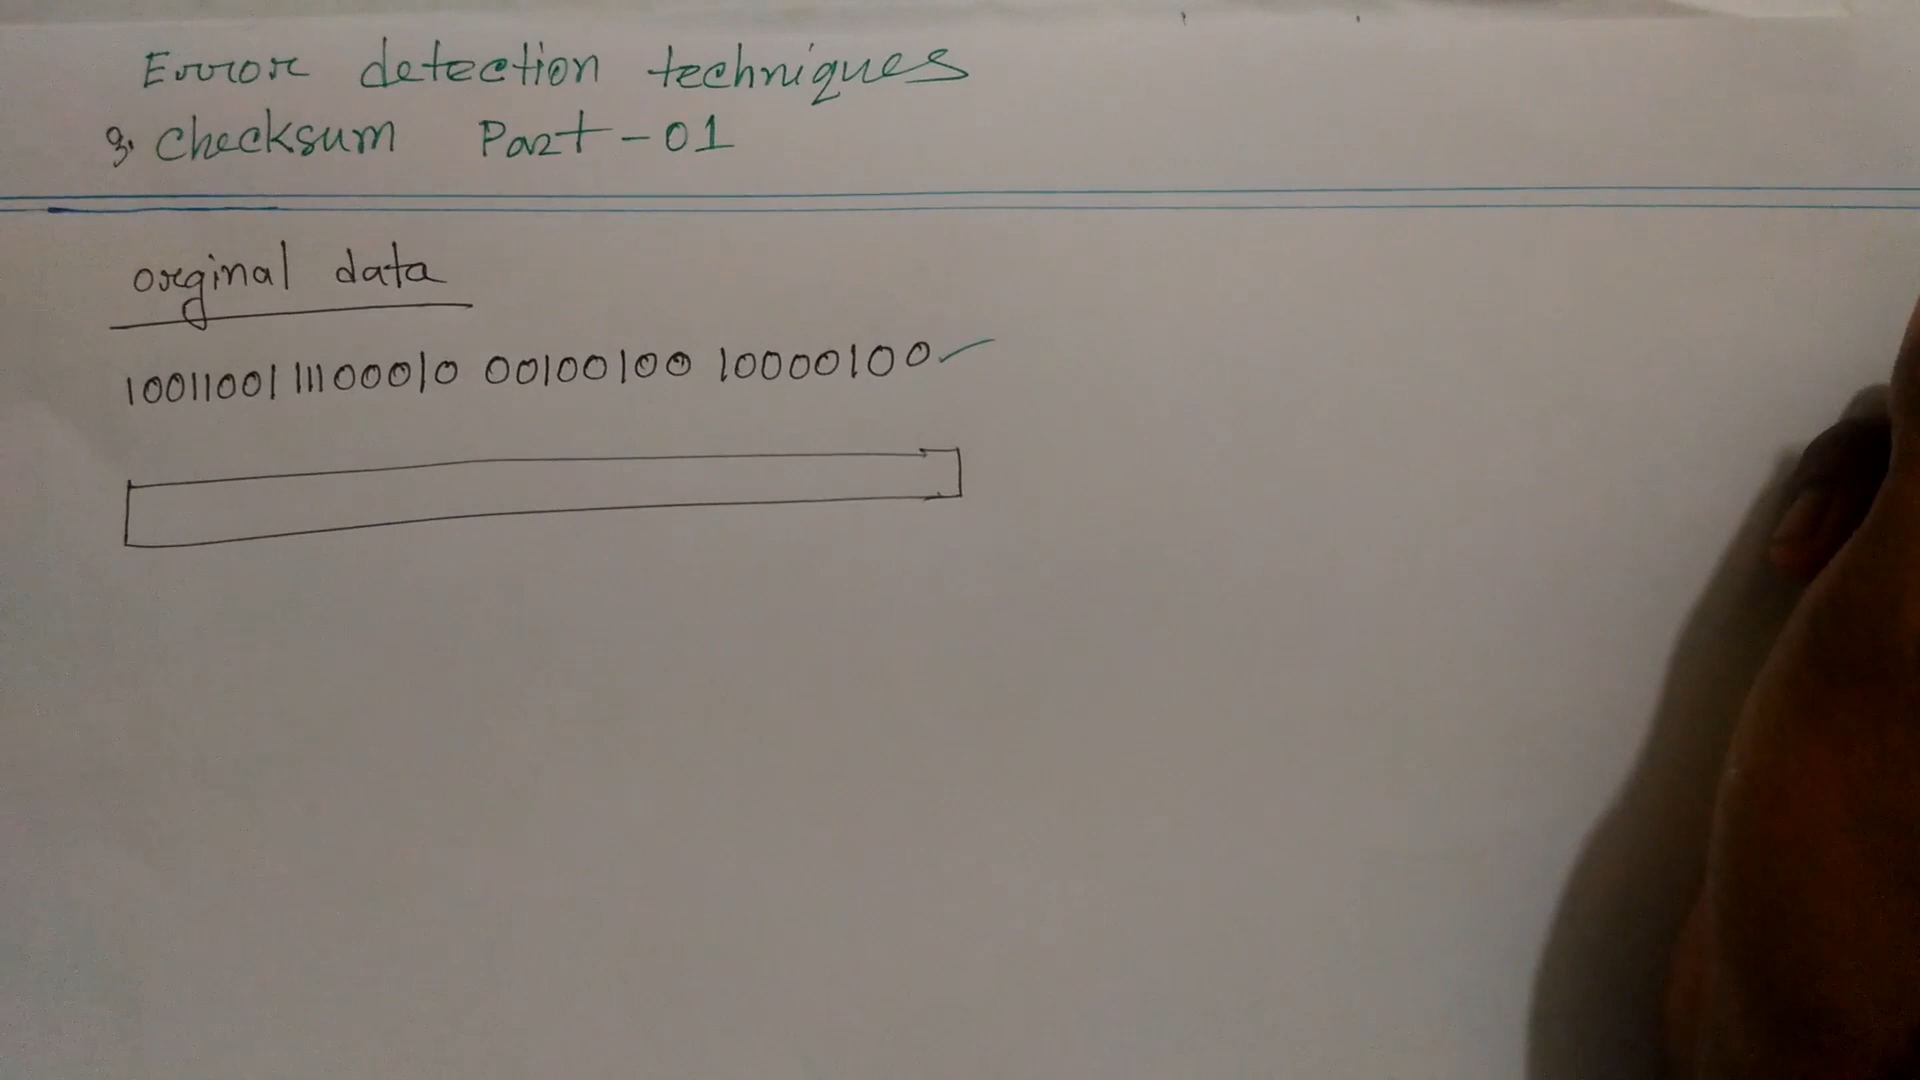 Error detection techniques
3. Checksum Part-01
orginal data
10011001 11100010 00100100 10000100